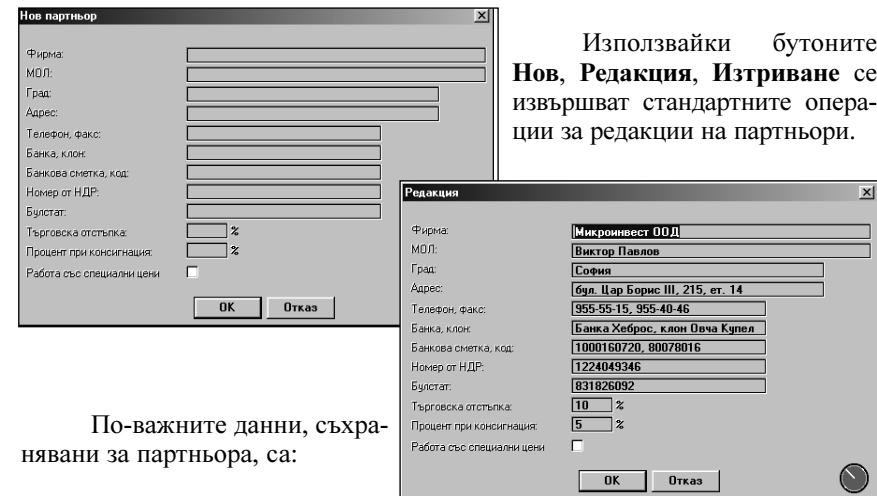 Нов партньор
Фирма:
МОЛ:
Град:
Адрес:
Телефон, факс:
Банка, клон:
Банкова сметка, код:
Номер от НДР:
Булстат:
Търговска отстъпка: %
Процент при консигнация: %
Работа със специални цени
ОК Отказ
Използвайки бутоните
Нов, Редакция, Изтриване се
извършват стандартните опера-
ции за редакции на партньори.
Редакция
Фирма: Микроинвест ООД
МОЛ: Виктор Павлов
Град: София
Адрес: бул. Цар Борис III, 215, ет. 14
Телефон, факс: 955-55-15, 955-40-46
Банка, клон: Банка Хеброс, клон Овча Купел
Банкова сметка, код: 1000160720, 80078016
Номер от НДР: 1224049346
Булстат: 831826092
Търговска отстъпка: 10 %
Процент при консигнация: 5 %
Работа със специални цени
ОК Отказ
По-важните данни, съхра-
нявани за партньора, са: